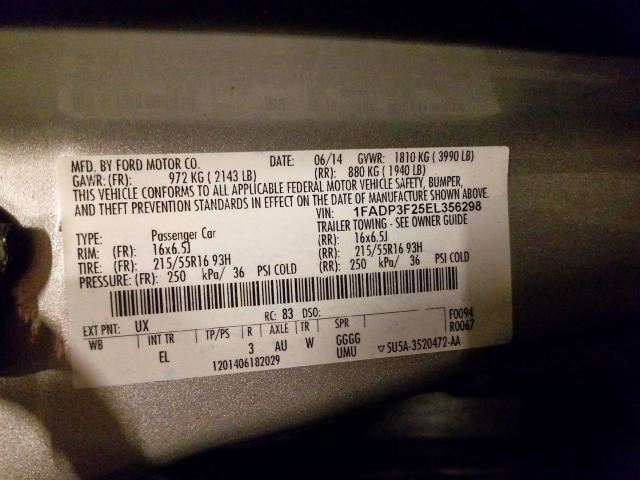 MFD. BY FORD MOTOR CO. DATE: 06/14 GVWR: 1810 KG ( 3990 LB)
GAWR: (FR): 972 KG ( 2143 LB) (RR): 880 KG ( 1940 LB)
THIS VEHICLE CONFORMS TO ALL APPLICABLE FEDERAL MOTOR VEHICLE SAFETY, BUMPER,
AND THEFT PREVENTION STANDARDS IN EFFECT ON THE DATE OF MANUFACTURE SHOWN ABOVE.
VIN: 1FADP3F25EL356298
TYPE: Passenger Car TRAILER TOWING - SEE OWNER GUIDE
RIM: (FR): 16x6.5J (RR): 16x6.5J
TIRE: (FR): 215/55R16 93H (RR): 215/55R16 93H
PRESSURE: (FR): 250 kPa/ 36 PSI COLD (RR): 250 kPa/ 36 PSI COLD
RC: 83 DSO: F0094
EXT PNT: UX R0067
WB INT TR TP/PS R AXLE TR SPR
EL 3 AU W GGGG
1201406182029 UMU ▽5U5A-3520472-AA